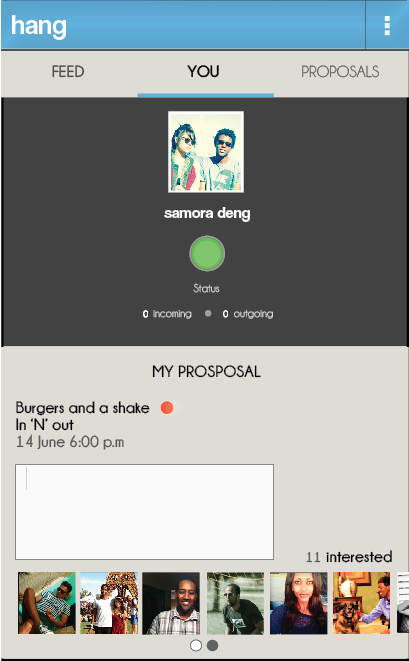 hang
FEED YOU PROPOSALS
samora deng
Status
0 incoming 0 outgoing
MY PROSPOSAL
Burgers and a shake
In 'N' out
14 June 6:00 p.m
11 interested